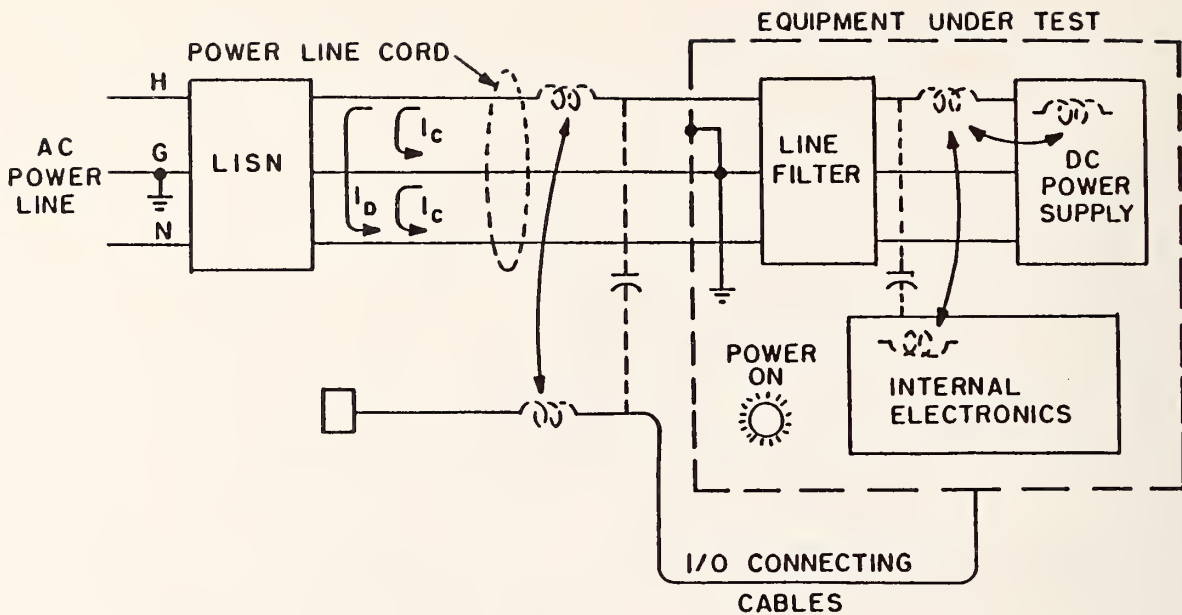 EQUIPMENT UNDER TEST
POWER LINE CORD
H
AC
POWER
LINE
G
N
LISN
I_D
I_C
I_C
LINE
FILTER
DC
POWER
SUPPLY
POWER
ON
INTERNAL
ELECTRONICS
I/O CONNECTING
CABLES